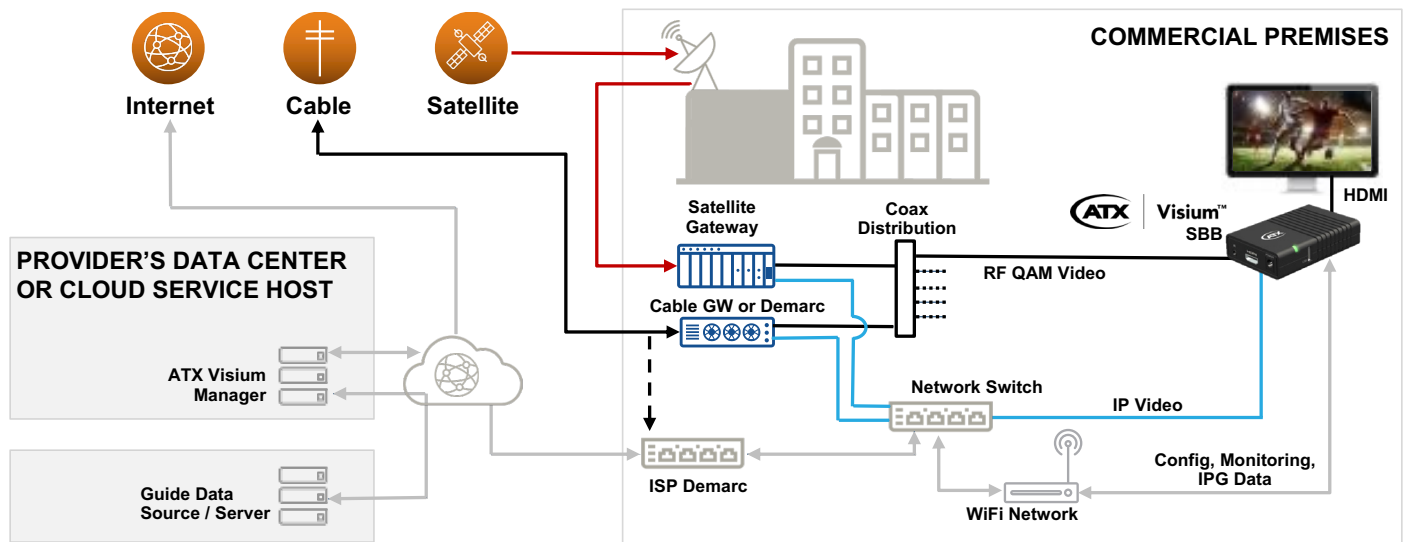 COMMERCIAL PREMISES
Internet
Cable
Satellite
HDMI
ATX
Visium™
SBB
Satellite
Gateway
Coax
Distribution
RF QAM Video
PROVIDER'S DATA CENTER
OR CLOUD SERVICE HOST
Cable GW or Demarc
ATX Visium
Manager
Network Switch
IP Video
ISP Demarc
Config, Monitoring,
IPG Data
Guide Data
Source / Server
WiFi Network
ATX